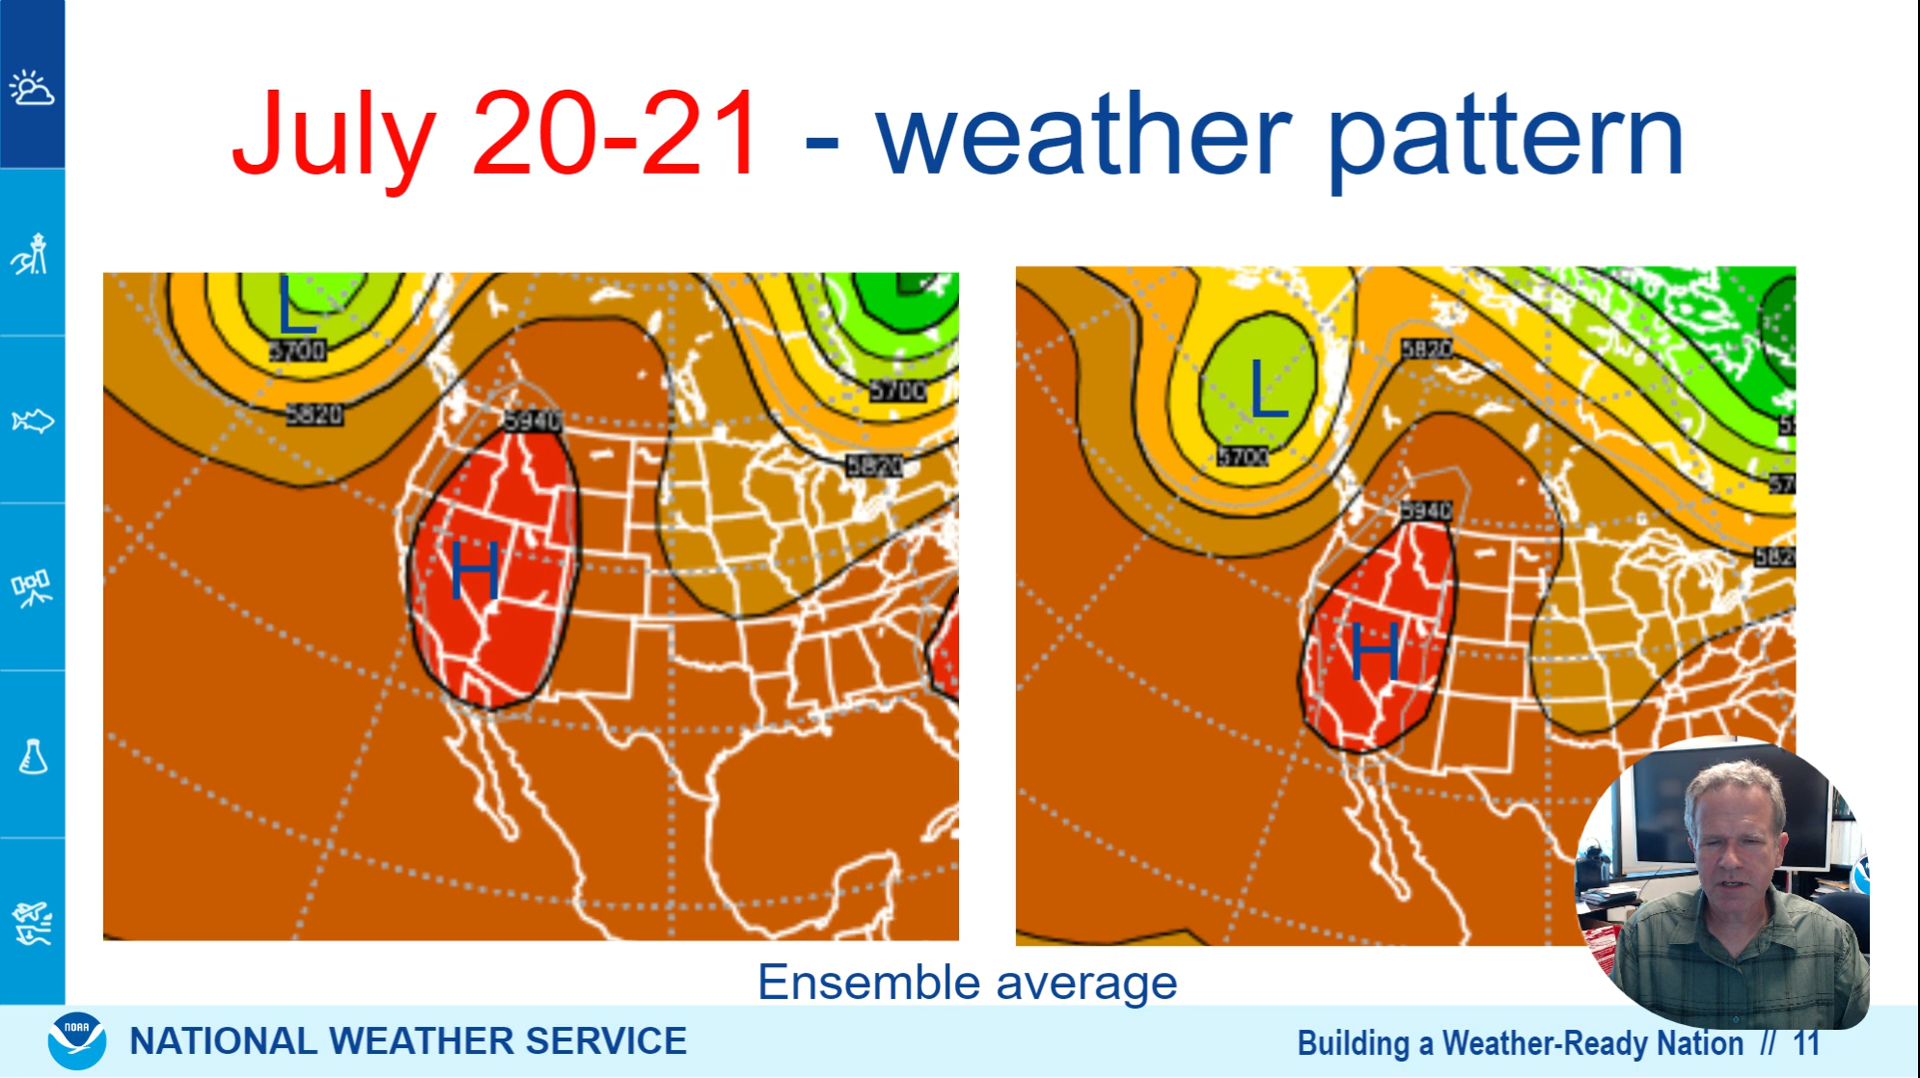 July 20-21 - weather pattern
L
5700
5820
5940
5700
5820
H
L
5820
5700
5940
H
Ensemble average
NOAA
NATIONAL WEATHER SERVICE
Building a Weather-Ready Nation // 11